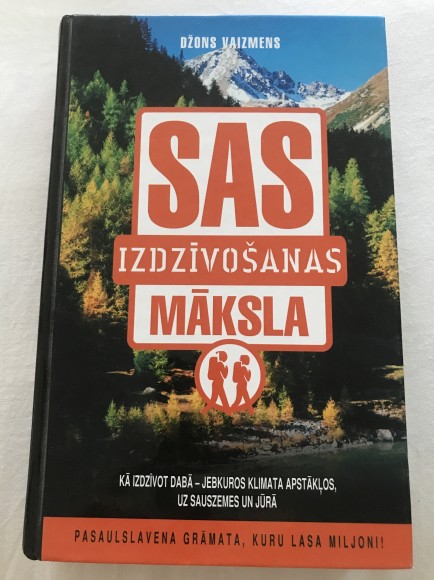 DŽONS VAIZMENS
SAS
IZDZĪVOŠANAS
MĀKSLA
KĀ IZDZĪVOT DABĀ – JEBKUROS KLIMATA APSTĀKĻOS,
UZ SAUSZEMES UN JŪRĀ
PASAULSLAVENA GRĀMATA, KURU LASA MILJONI!